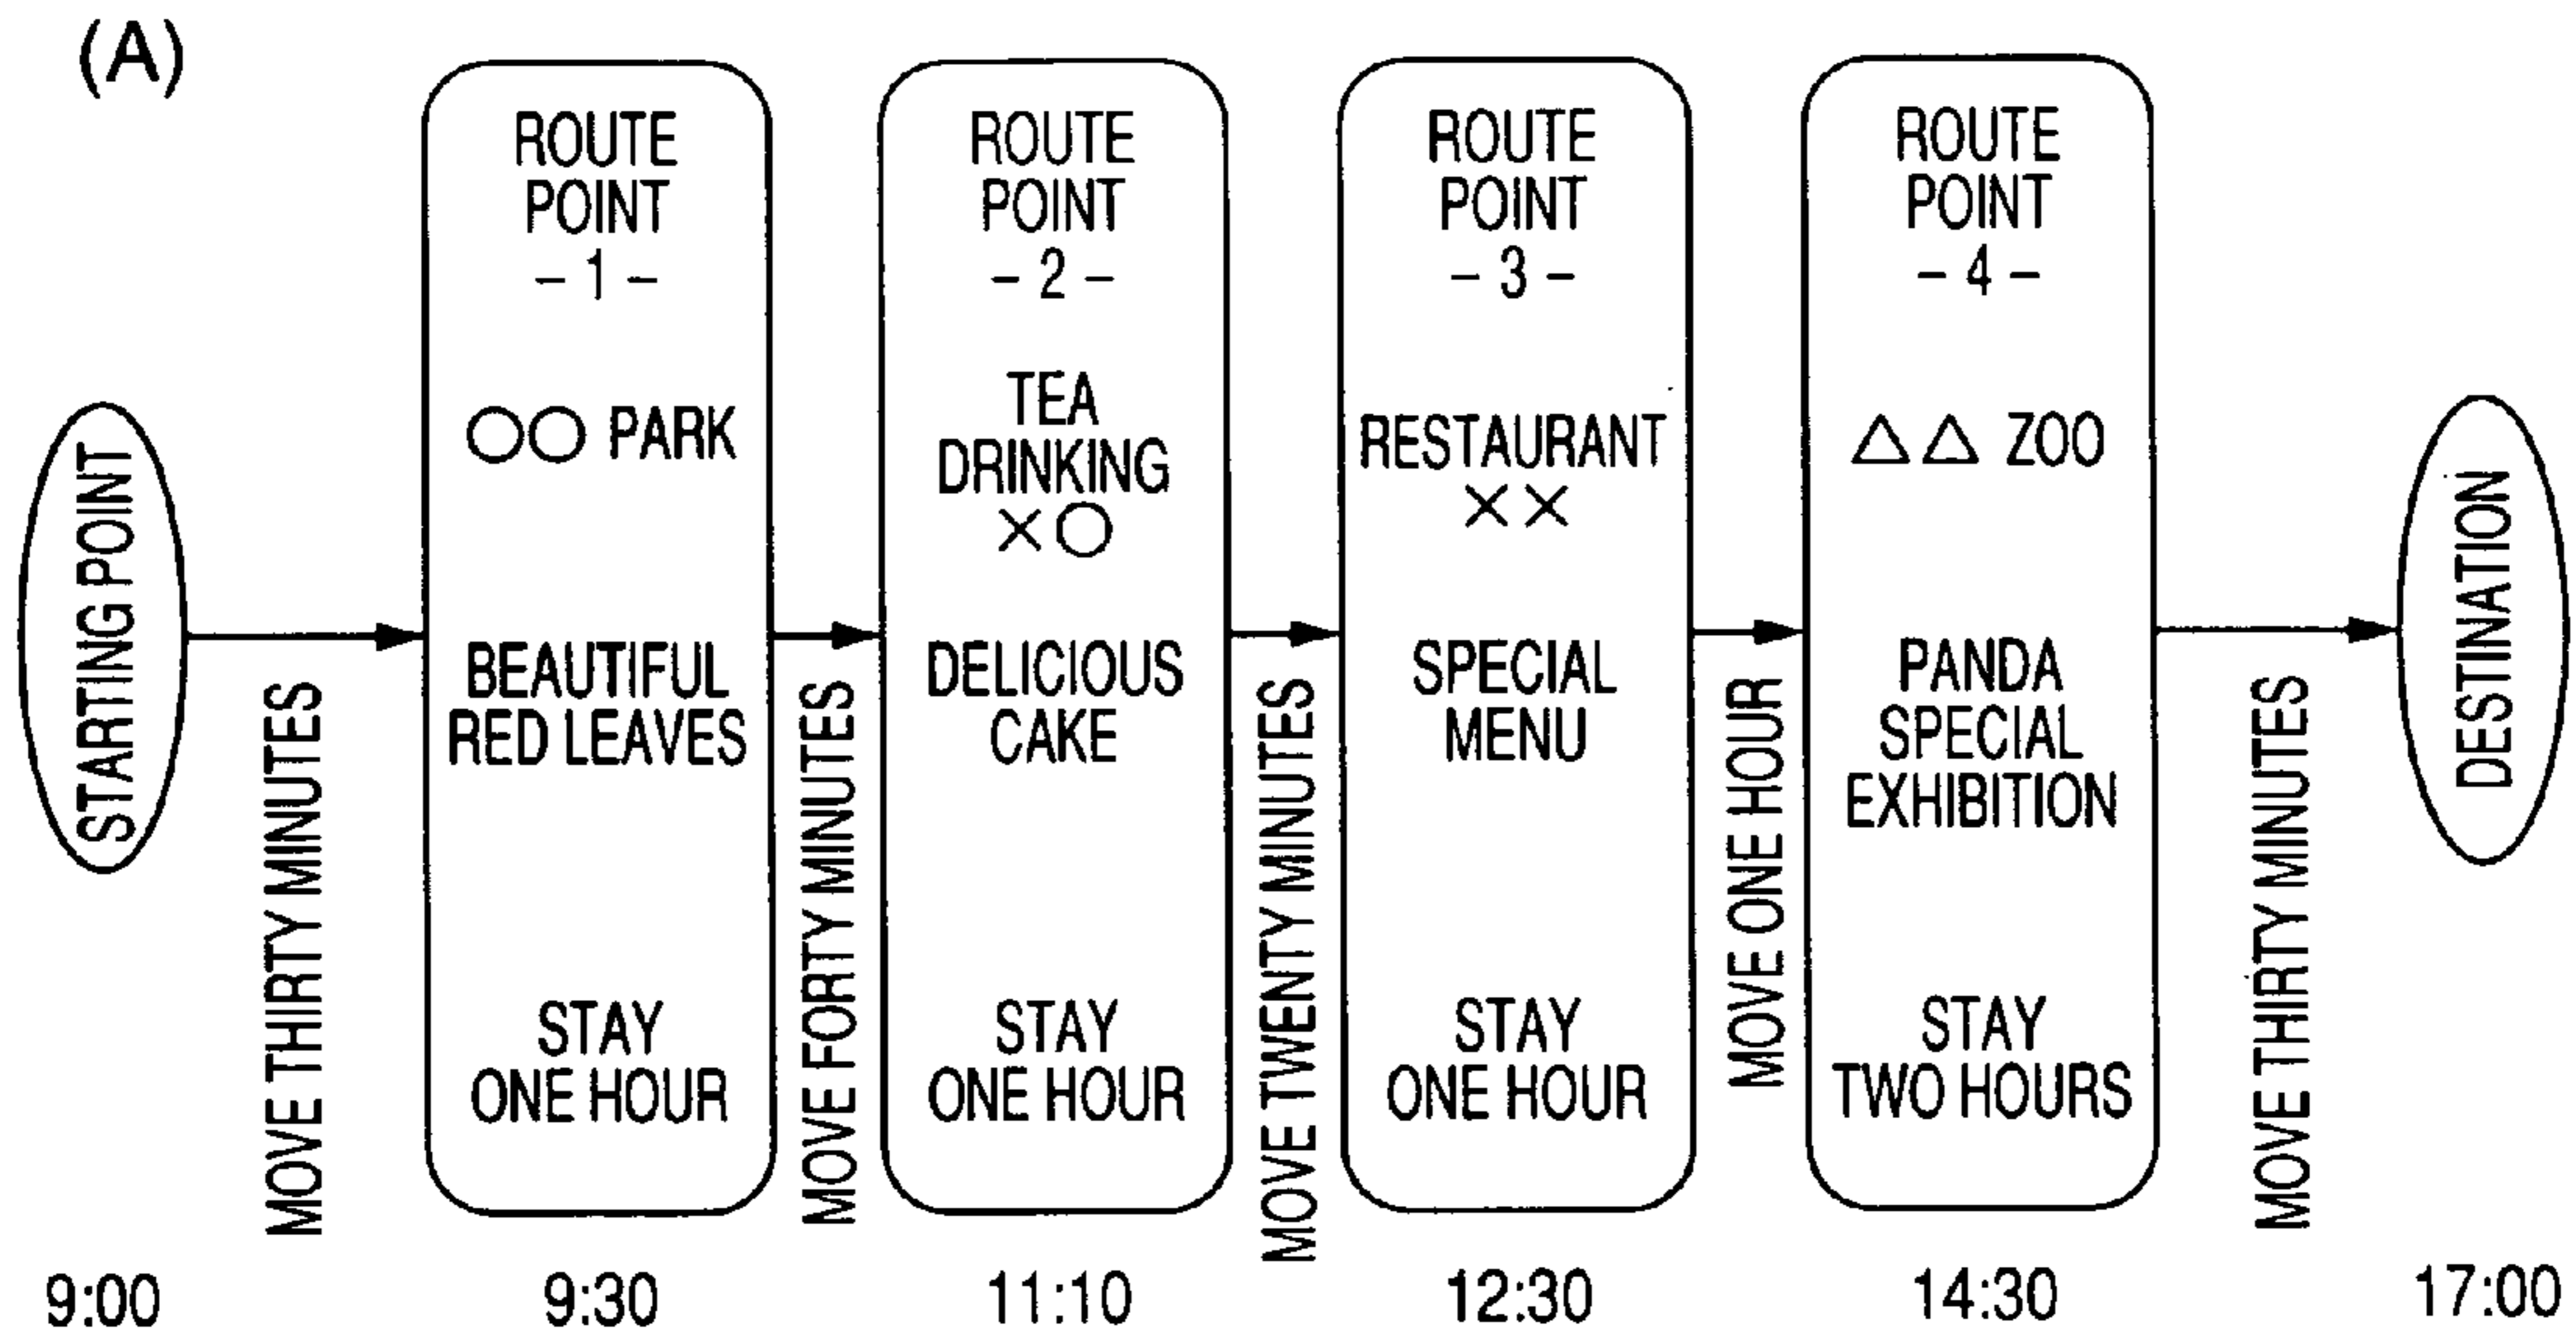 (A)
STARTING POINT
MOVE THIRTY MINUTES
ROUTE
POINT
- 1 -
○○ PARK
BEAUTIFUL
RED LEAVES
STAY
ONE HOUR
MOVE FORTY MINUTES
ROUTE
POINT
- 2 -
TEA
DRINKING
×○
DELICIOUS
CAKE
STAY
ONE HOUR
MOVE TWENTY MINUTES
ROUTE
POINT
- 3 -
RESTAURANT
××
SPECIAL
MENU
STAY
ONE HOUR
MOVE ONE HOUR
ROUTE
POINT
- 4 -
△△ ZOO
PANDA
SPECIAL
EXHIBITION
STAY
TWO HOURS
MOVE THIRTY MINUTES
DESTINATION
9:00 9:30 11:10 12:30 14:30 17:00